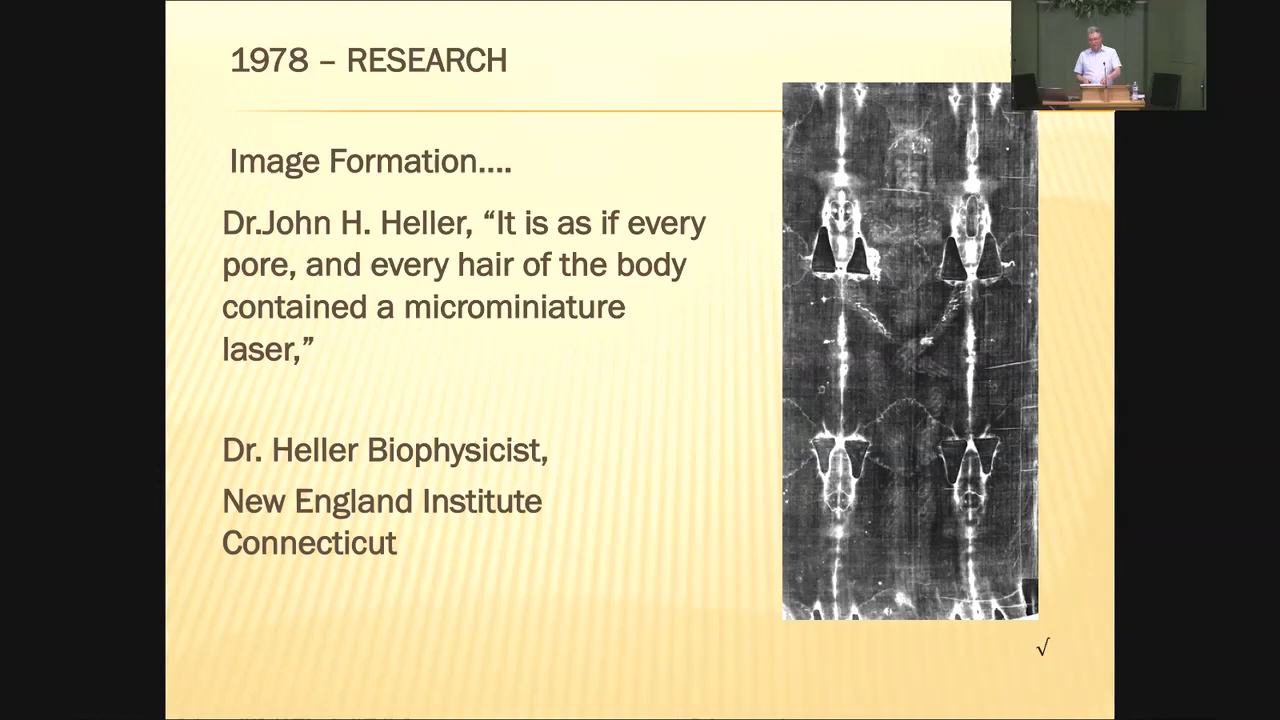 1978 – RESEARCH
Image Formation....
Dr.John H. Heller, “It is as if every
pore, and every hair of the body
contained a microminiature
laser,”
Dr. Heller Biophysicist,
New England Institute
Connecticut
√